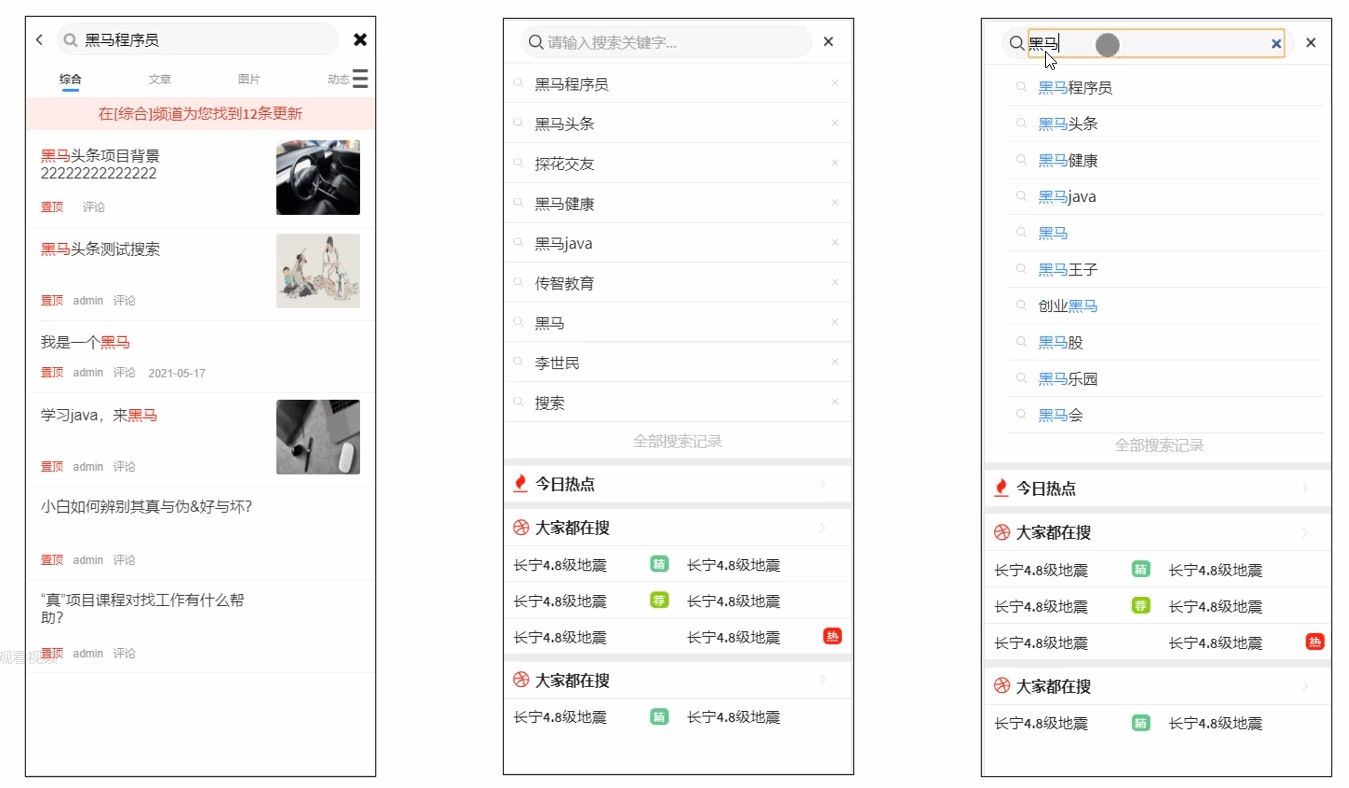 黑马程序员
综合 文章 图片 动态
在[综合]频道为您找到12条更新
黑马头条项目背景
22222222222222
置顶 评论
黑马头条测试搜索
置顶 admin 评论
我是一个黑马
置顶 admin 评论 2021-05-17
学习java，来黑马
置顶 admin 评论
小白如何辨别其真与伪&好与坏?
置顶 admin 评论
“真”项目课程对找工作有什么帮
助?
置顶 admin 评论
观看视频
请输入搜索关键字...
黑马程序员
黑马头条
探花交友
黑马健康
黑马java
传智教育
黑马
李世民
搜索
全部搜索记录
今日热点
大家都在搜
长宁4.8级地震 精 长宁4.8级地震
长宁4.8级地震 荐 长宁4.8级地震
长宁4.8级地震 长宁4.8级地震 热
大家都在搜
长宁4.8级地震 精 长宁4.8级地震
黑马
黑马程序员
黑马头条
黑马健康
黑马java
黑马
黑马王子
创业黑马
黑马股
黑马乐园
黑马会
全部搜索记录
今日热点
大家都在搜
长宁4.8级地震 精 长宁4.8级地震
长宁4.8级地震 荐 长宁4.8级地震
长宁4.8级地震 长宁4.8级地震 热
大家都在搜
长宁4.8级地震 精 长宁4.8级地震